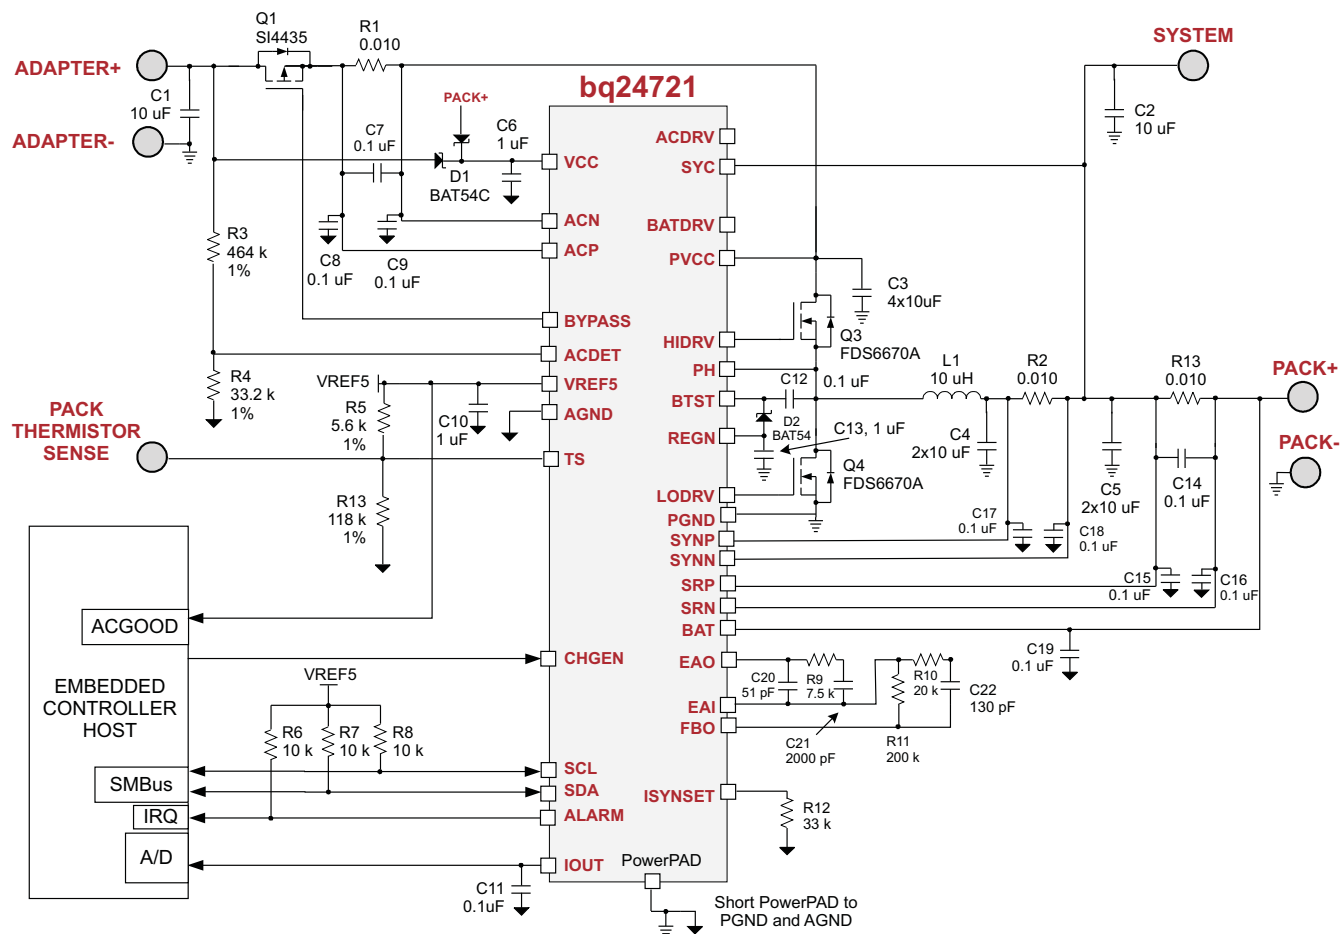 Q1
SI4435
R1
0.010
SYSTEM
ADAPTER+
C1
10 uF
ADAPTER-
bq24721
PACK+
C7
0.1 uF
C6
1 uF
D1
BAT54C
C2
10 uF
VCC
ACN
ACP
BYPASS
ACDET
VREF5
AGND
TS
CHGEN
SCL
SDA
ALARM
IOUT
ACDRV
SYC
BATDRV
PVCC
HIDRV
PH
BTST
REGN
LODRV
PGND
SYNP
SYNN
SRP
SRN
BAT
EAO
EAI
FBO
ISYNSET
PowerPAD
R3
464 k
1%
C8
0.1 uF
C9
0.1 uF
R4
33.2 k
1%
VREF5
R5
5.6 k
1%
C10
1 uF
PACK
THERMISTOR
SENSE
R13
118 k
1%
C3
4x10uF
Q3
FDS6670A
C12
0.1 uF
D2
BAT54
C13, 1 uF
Q4
FDS6670A
L1
10 uH
R2
0.010
R13
0.010
PACK+
PACK-
C4
2x10 uF
C5
2x10 uF
C14
0.1 uF
C17
0.1 uF
C18
0.1 uF
C15
0.1 uF
C16
0.1 uF
C19
0.1 uF
C20
51 pF
R9
7.5 k
R10
20 k
C22
130 pF
C21
2000 pF
R11
200 k
R12
33 k
ACGOOD
EMBEDDED
CONTROLLER
HOST
SMBus
IRQ
A/D
VREF5
R6
10 k
R7
10 k
R8
10 k
C11
0.1uF
Short PowerPAD to
PGND and AGND